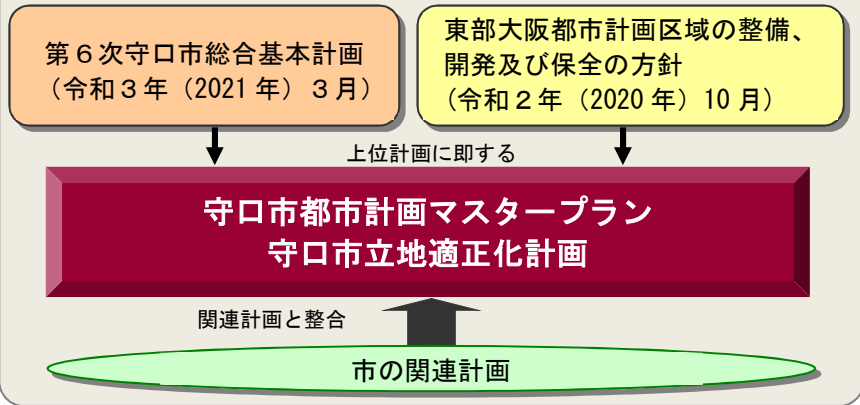 第６次守口市総合基本計画
（令和３年（2021 年）３月）
東部大阪都市計画区域の整備、
開発及び保全の方針
（令和２年（2020 年）10 月）
上位計画に即する
守口市都市計画マスタープラン
守口市立地適正化計画
関連計画と整合
市の関連計画